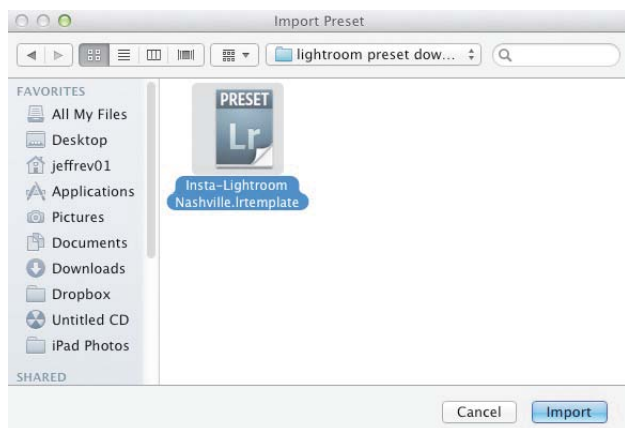 Import Preset
lightroom preset dow...
FAVORITES
All My Files
Desktop
jeffrev01
Applications
Pictures
Documents
Downloads
Dropbox
Untitled CD
iPad Photos
SHARED
PRESET
Lr
Insta-Lightroom
Nashville.lrtemplate
Cancel
Import